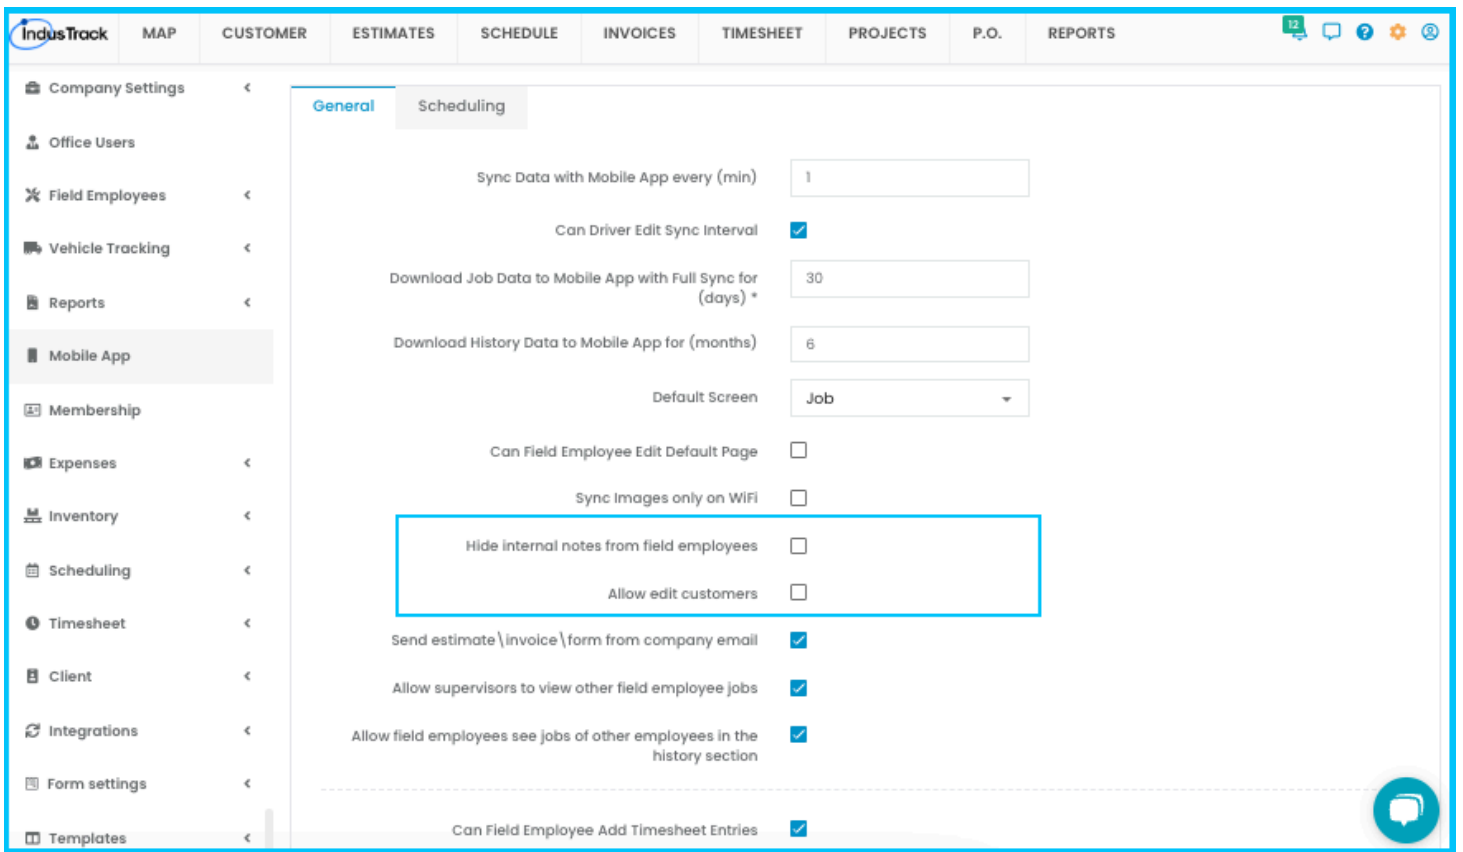 IndusTrack
MAP
CUSTOMER
ESTIMATES
SCHEDULE
INVOICES
TIMESHEET
PROJECTS
P.O.
REPORTS
12
?
Company Settings
Office Users
Field Employees
Vehicle Tracking
Reports
Mobile App
Membership
Expenses
Inventory
Scheduling
Timesheet
Client
Integrations
Form settings
Templates
General
Scheduling
Sync Data with Mobile App every (min)
1
Can Driver Edit Sync Interval
Download Job Data to Mobile App with Full Sync for
(days) *
30
Download History Data to Mobile App for (months)
6
Default Screen
Job
Can Field Employee Edit Default Page
Sync Images only on WiFi
Hide internal notes from field employees
Allow edit customers
Send estimate\invoice\form from company email
Allow supervisors to view other field employee jobs
Allow field employees see jobs of other employees in the
history section
Can Field Employee Add Timesheet Entries